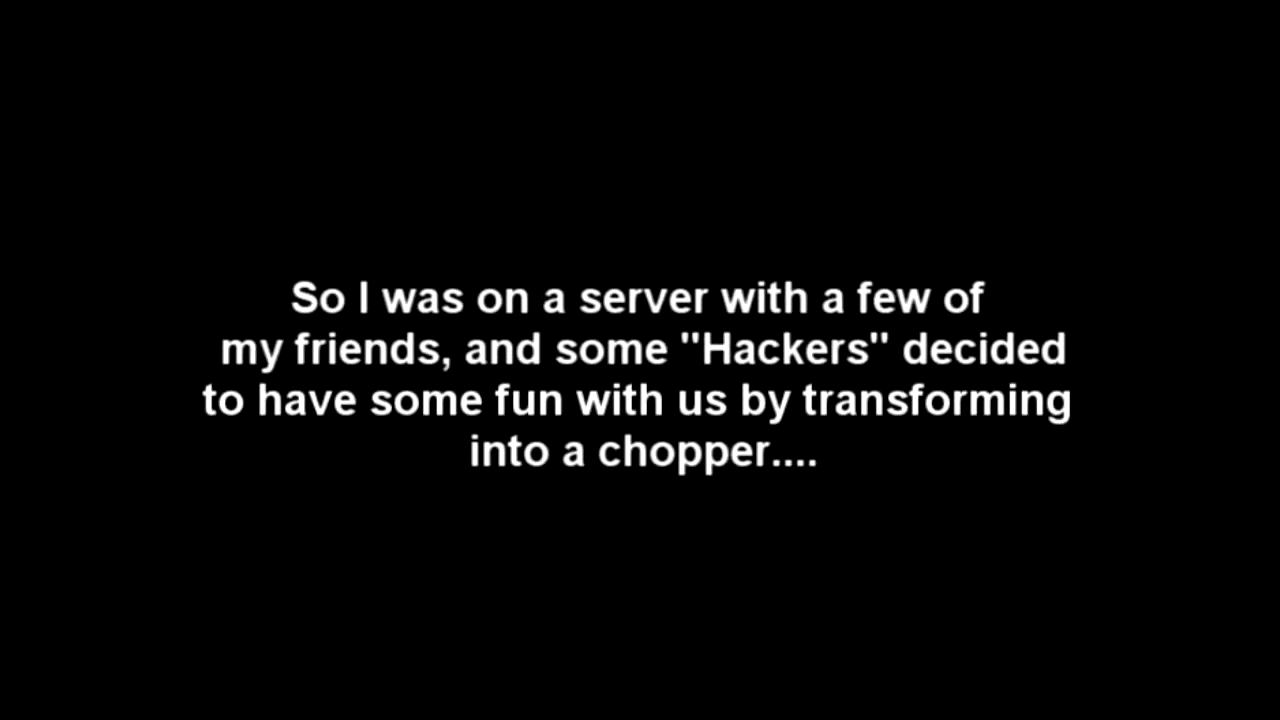 So I was on a server with a few of
my friends, and some "Hackers" decided
to have some fun with us by transforming
into a chopper....